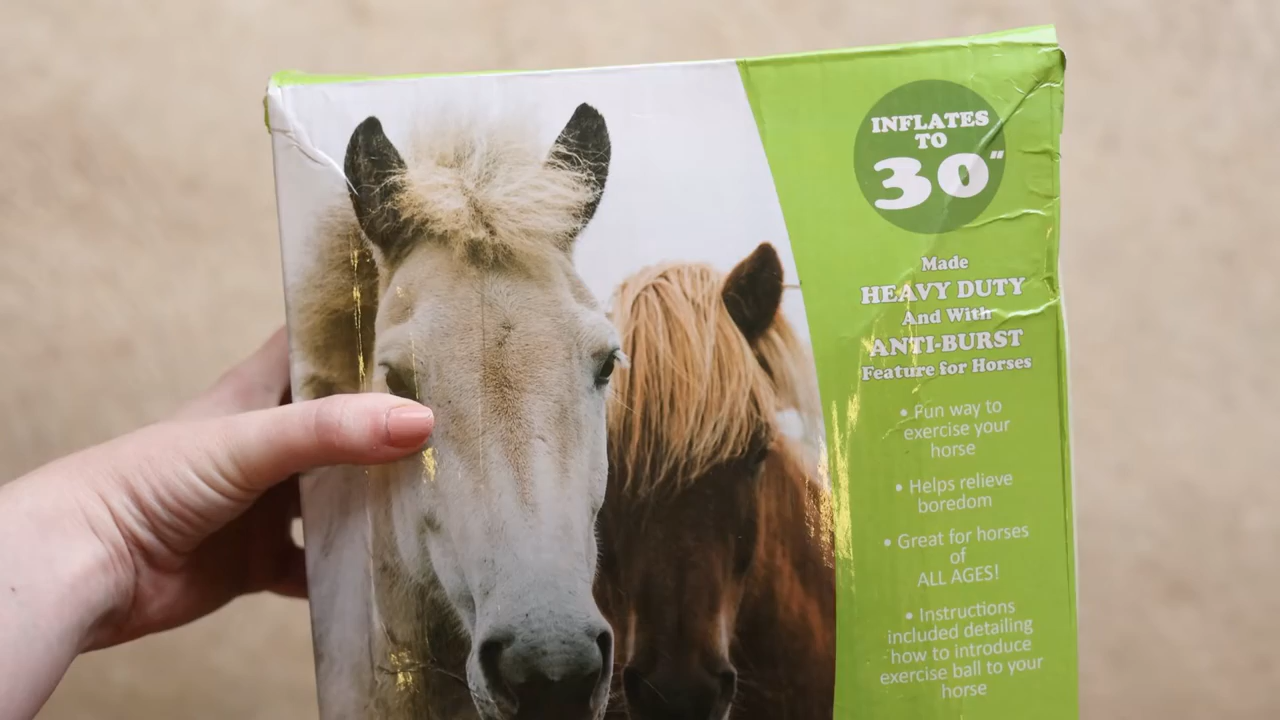 INFLATES
TO
30"
Made
HEAVY DUTY
And With
ANTI-BURST
Feature for Horses
• Pun way to
exercise your
horse
• Helps relieve
boredom
• Great for horses
of
ALL AGES!
• Instructions
included detailing
how to introduce
exercise ball to your
horse